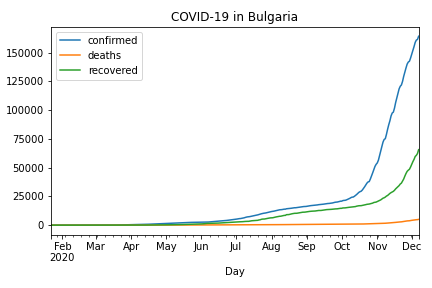 COVID-19 in Bulgaria
confirmed
deaths
recovered
150000
125000
100000
75000
50000
25000
0
Feb Mar Apr May Jun Jul Aug Sep Oct Nov Dec
2020
Day